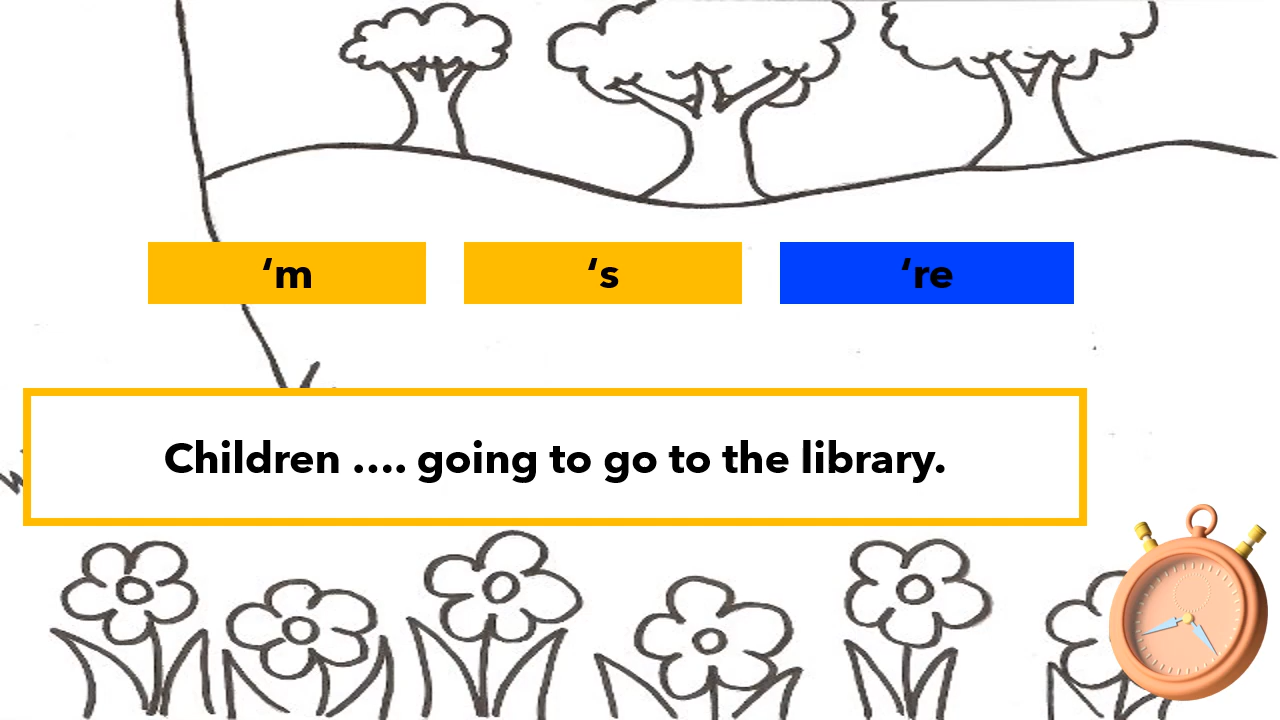 ‘m
‘s
‘re
Children .... going to go to the library.